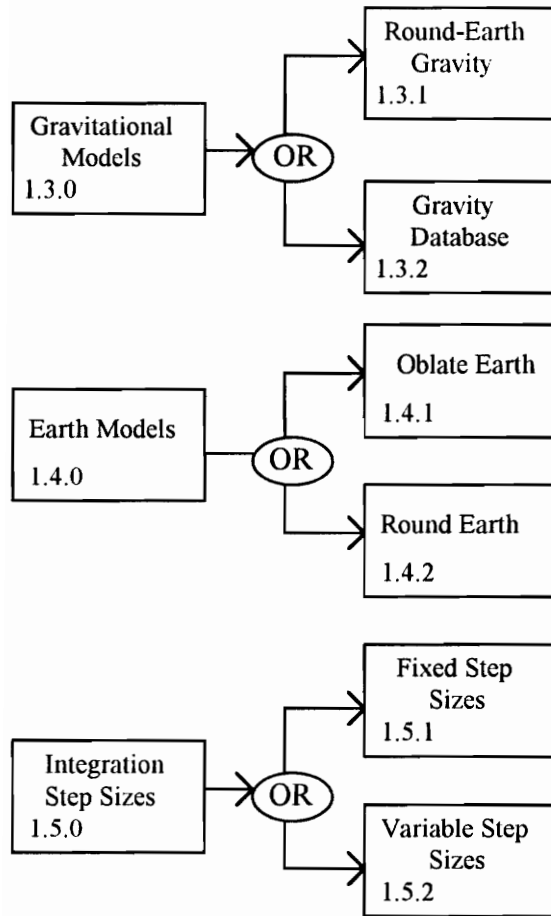 Gravitational
Models
1.3.0
OR
Round-Earth
Gravity
1.3.1
Gravity
Database
1.3.2
Earth Models
1.4.0
OR
Oblate Earth
1.4.1
Round Earth
1.4.2
Integration
Step Sizes
1.5.0
OR
Fixed Step
Sizes
1.5.1
Variable Step
Sizes
1.5.2